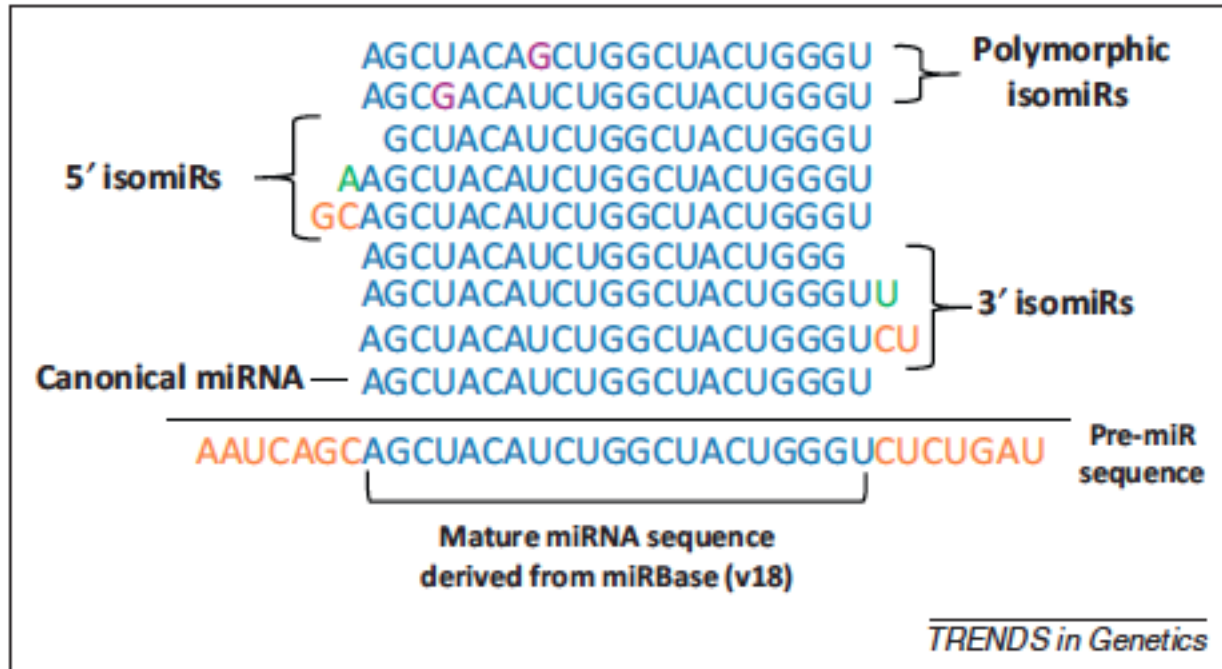 AGCUACAGCUGGCUACUGGGU
Polymorphic
isomiRs
AGCGACAUCUGGCUACUGGGU
GCUACAUCUGGCUACUGGGU
5′ isomiRs
AAGCUACAUCUGGCUACUGGGU
GCAGCUACAUCUGGCUACUGGGU
AGCUACAUCUGGCUACUGGG
AGCUACAUCUGGCUACUGGGUU
3′ isomiRs
AGCUACAUCUGGCUACUGGGUCU
Canonical miRNA
AGCUACAUCUGGCUACUGGGU
AAUCAGCAGCUACAUCUGGCUACUGGGUCUCUGAU
Pre-miR
sequence
Mature miRNA sequence
derived from miRBase (v18)
TRENDS in Genetics